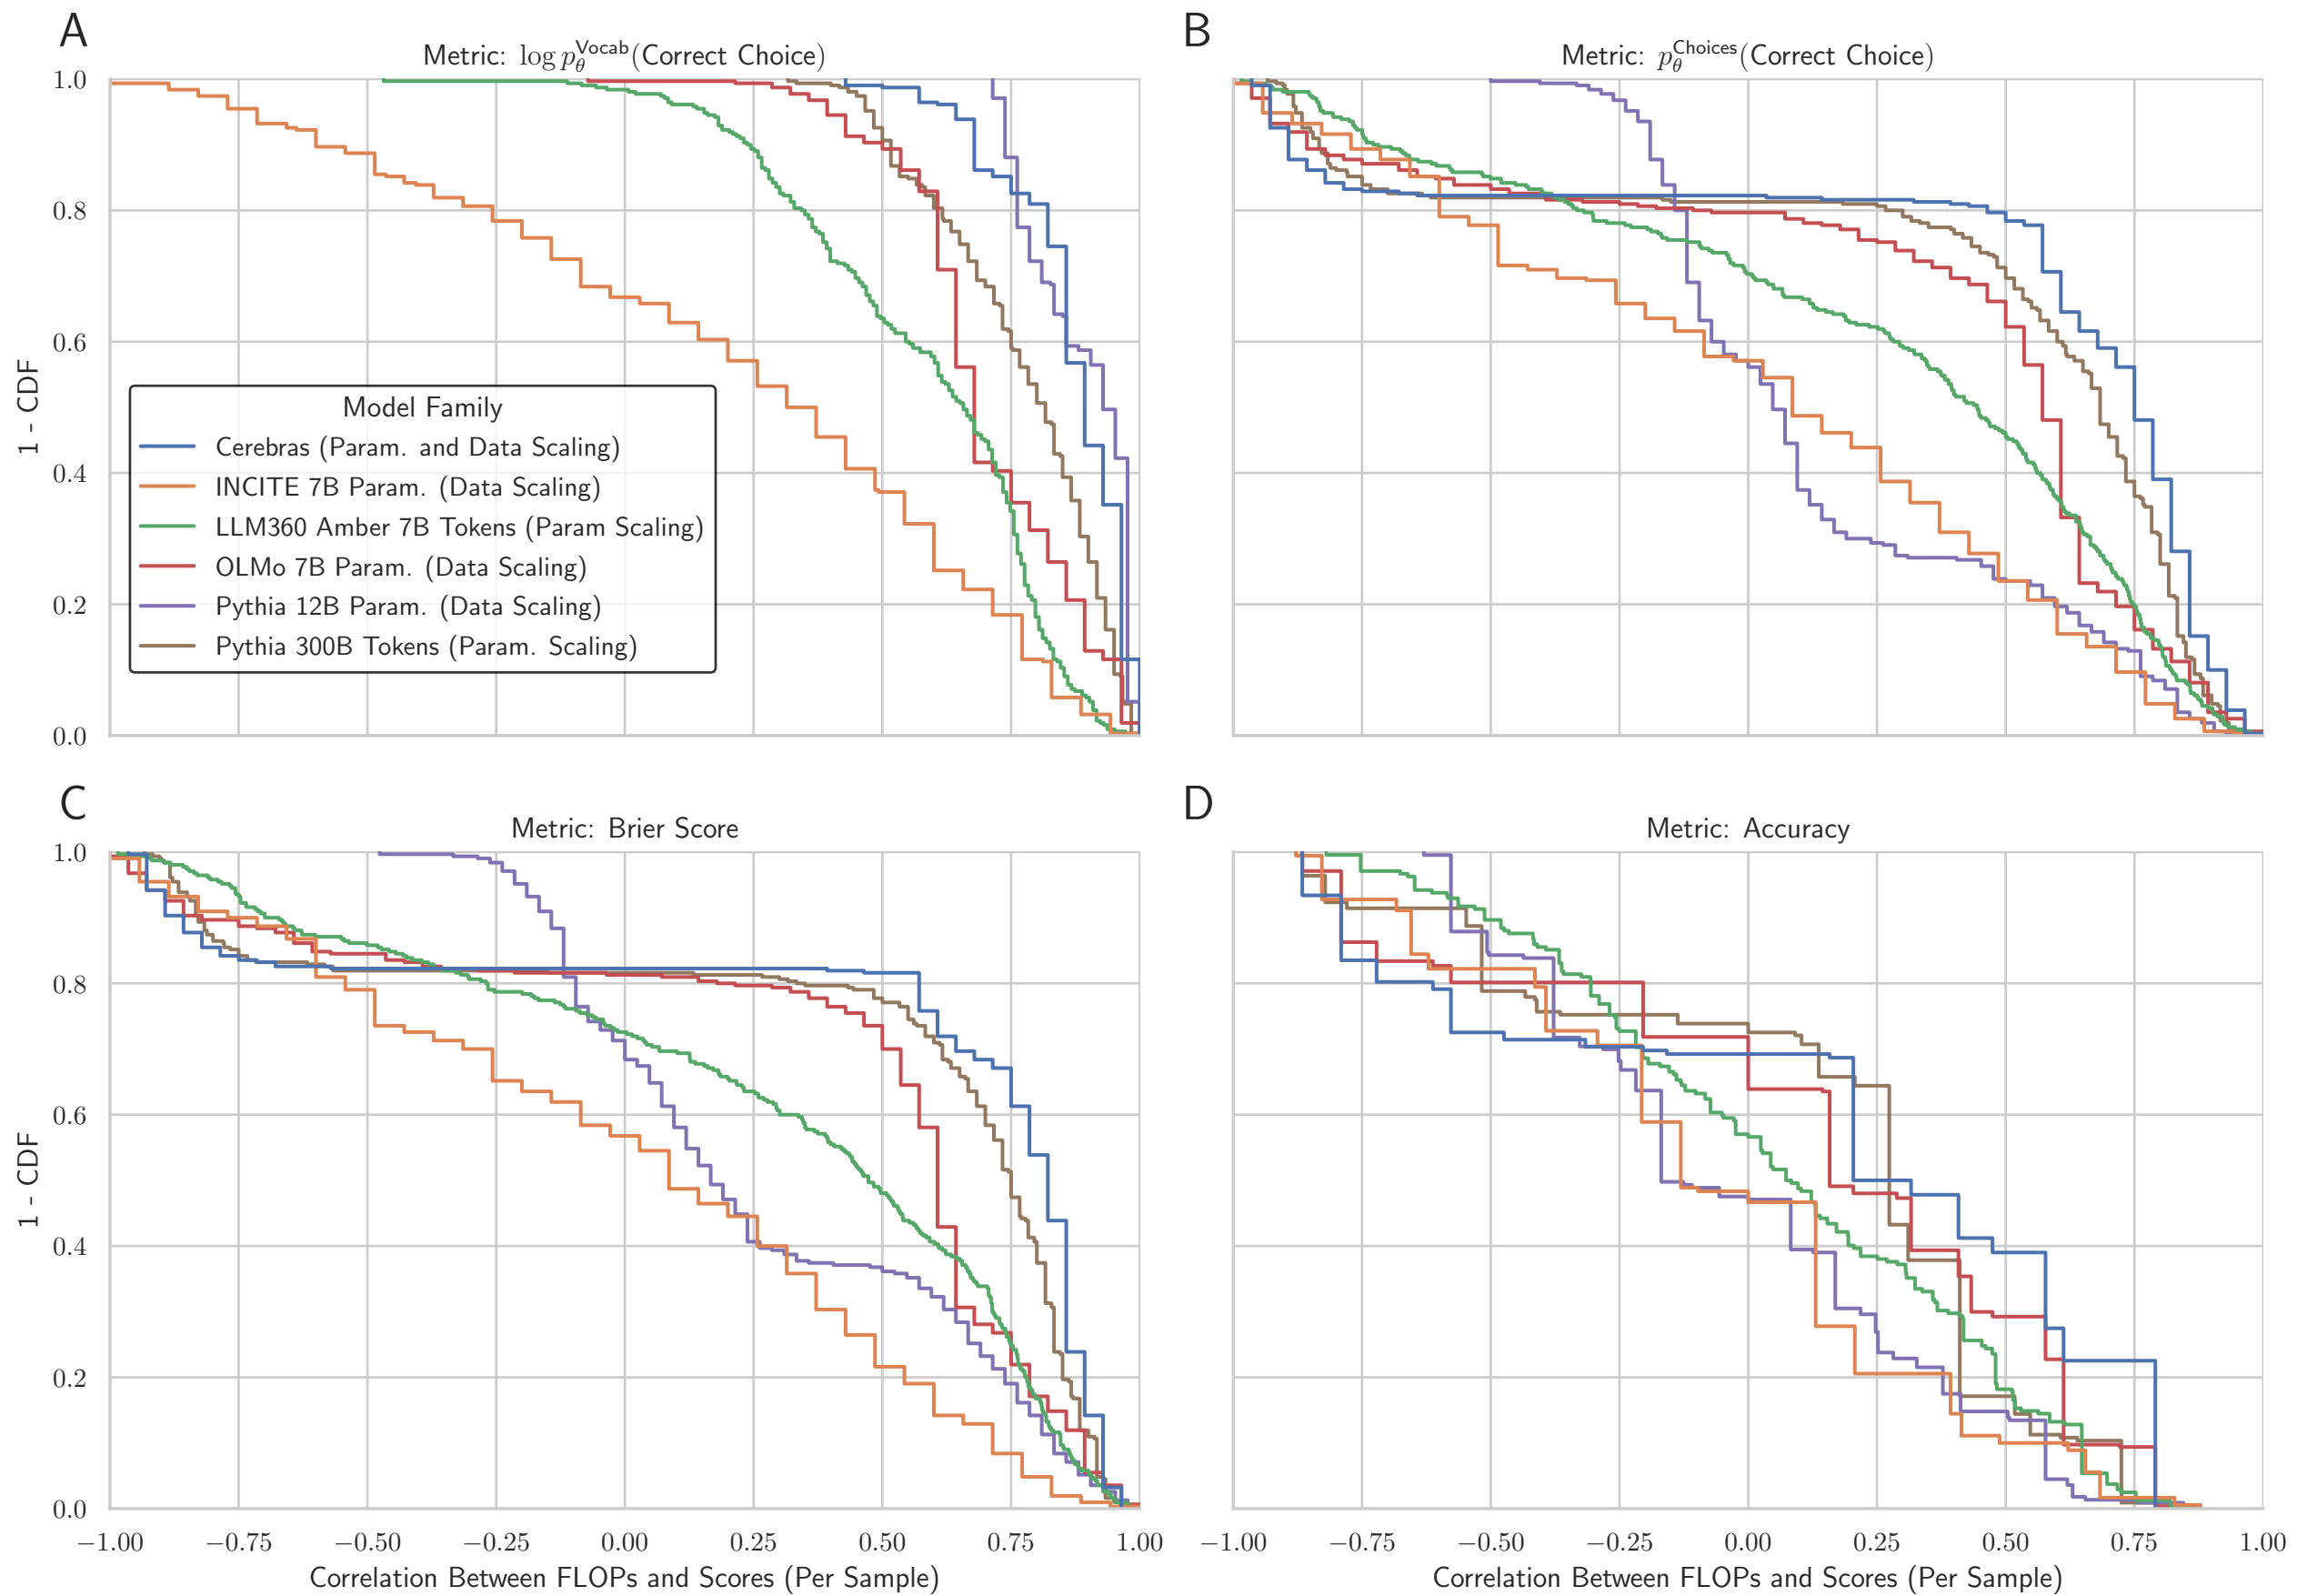 A
Metric: log p_θ^Vocab(Correct Choice)
1.0
0.8
0.6
0.4
0.2
0.0
1 - CDF
Model Family
Cerebras (Param. and Data Scaling)
INCITE 7B Param. (Data Scaling)
LLM360 Amber 7B Tokens (Param Scaling)
OLMo 7B Param. (Data Scaling)
Pythia 12B Param. (Data Scaling)
Pythia 300B Tokens (Param. Scaling)
B
Metric: p_θ^Choices(Correct Choice)
C
Metric: Brier Score
1.0
0.8
0.6
0.4
0.2
0.0
1 - CDF
−1.00 −0.75 −0.50 −0.25 0.00 0.25 0.50 0.75 1.00
Correlation Between FLOPs and Scores (Per Sample)
D
Metric: Accuracy
−1.00 −0.75 −0.50 −0.25 0.00 0.25 0.50 0.75 1.00
Correlation Between FLOPs and Scores (Per Sample)